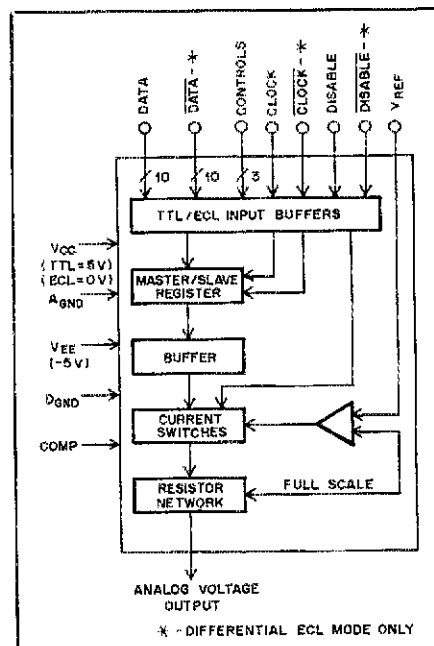 DATA
DATA-*
CONTROLS
CLOCK
CLOCK-*
DISABLE
DISABLE-*
VREF
10
10
3
TTL/ECL INPUT BUFFERS
VCC
(TTL=5V)
(ECL=0V)
AGND
MASTER/SLAVE
REGISTER
VEE
(-5V)
BUFFER
DGND
CURRENT
SWITCHES
COMP
RESISTOR
NETWORK
FULL SCALE
ANALOG VOLTAGE
OUTPUT
* -DIFFERENTIAL ECL MODE ONLY